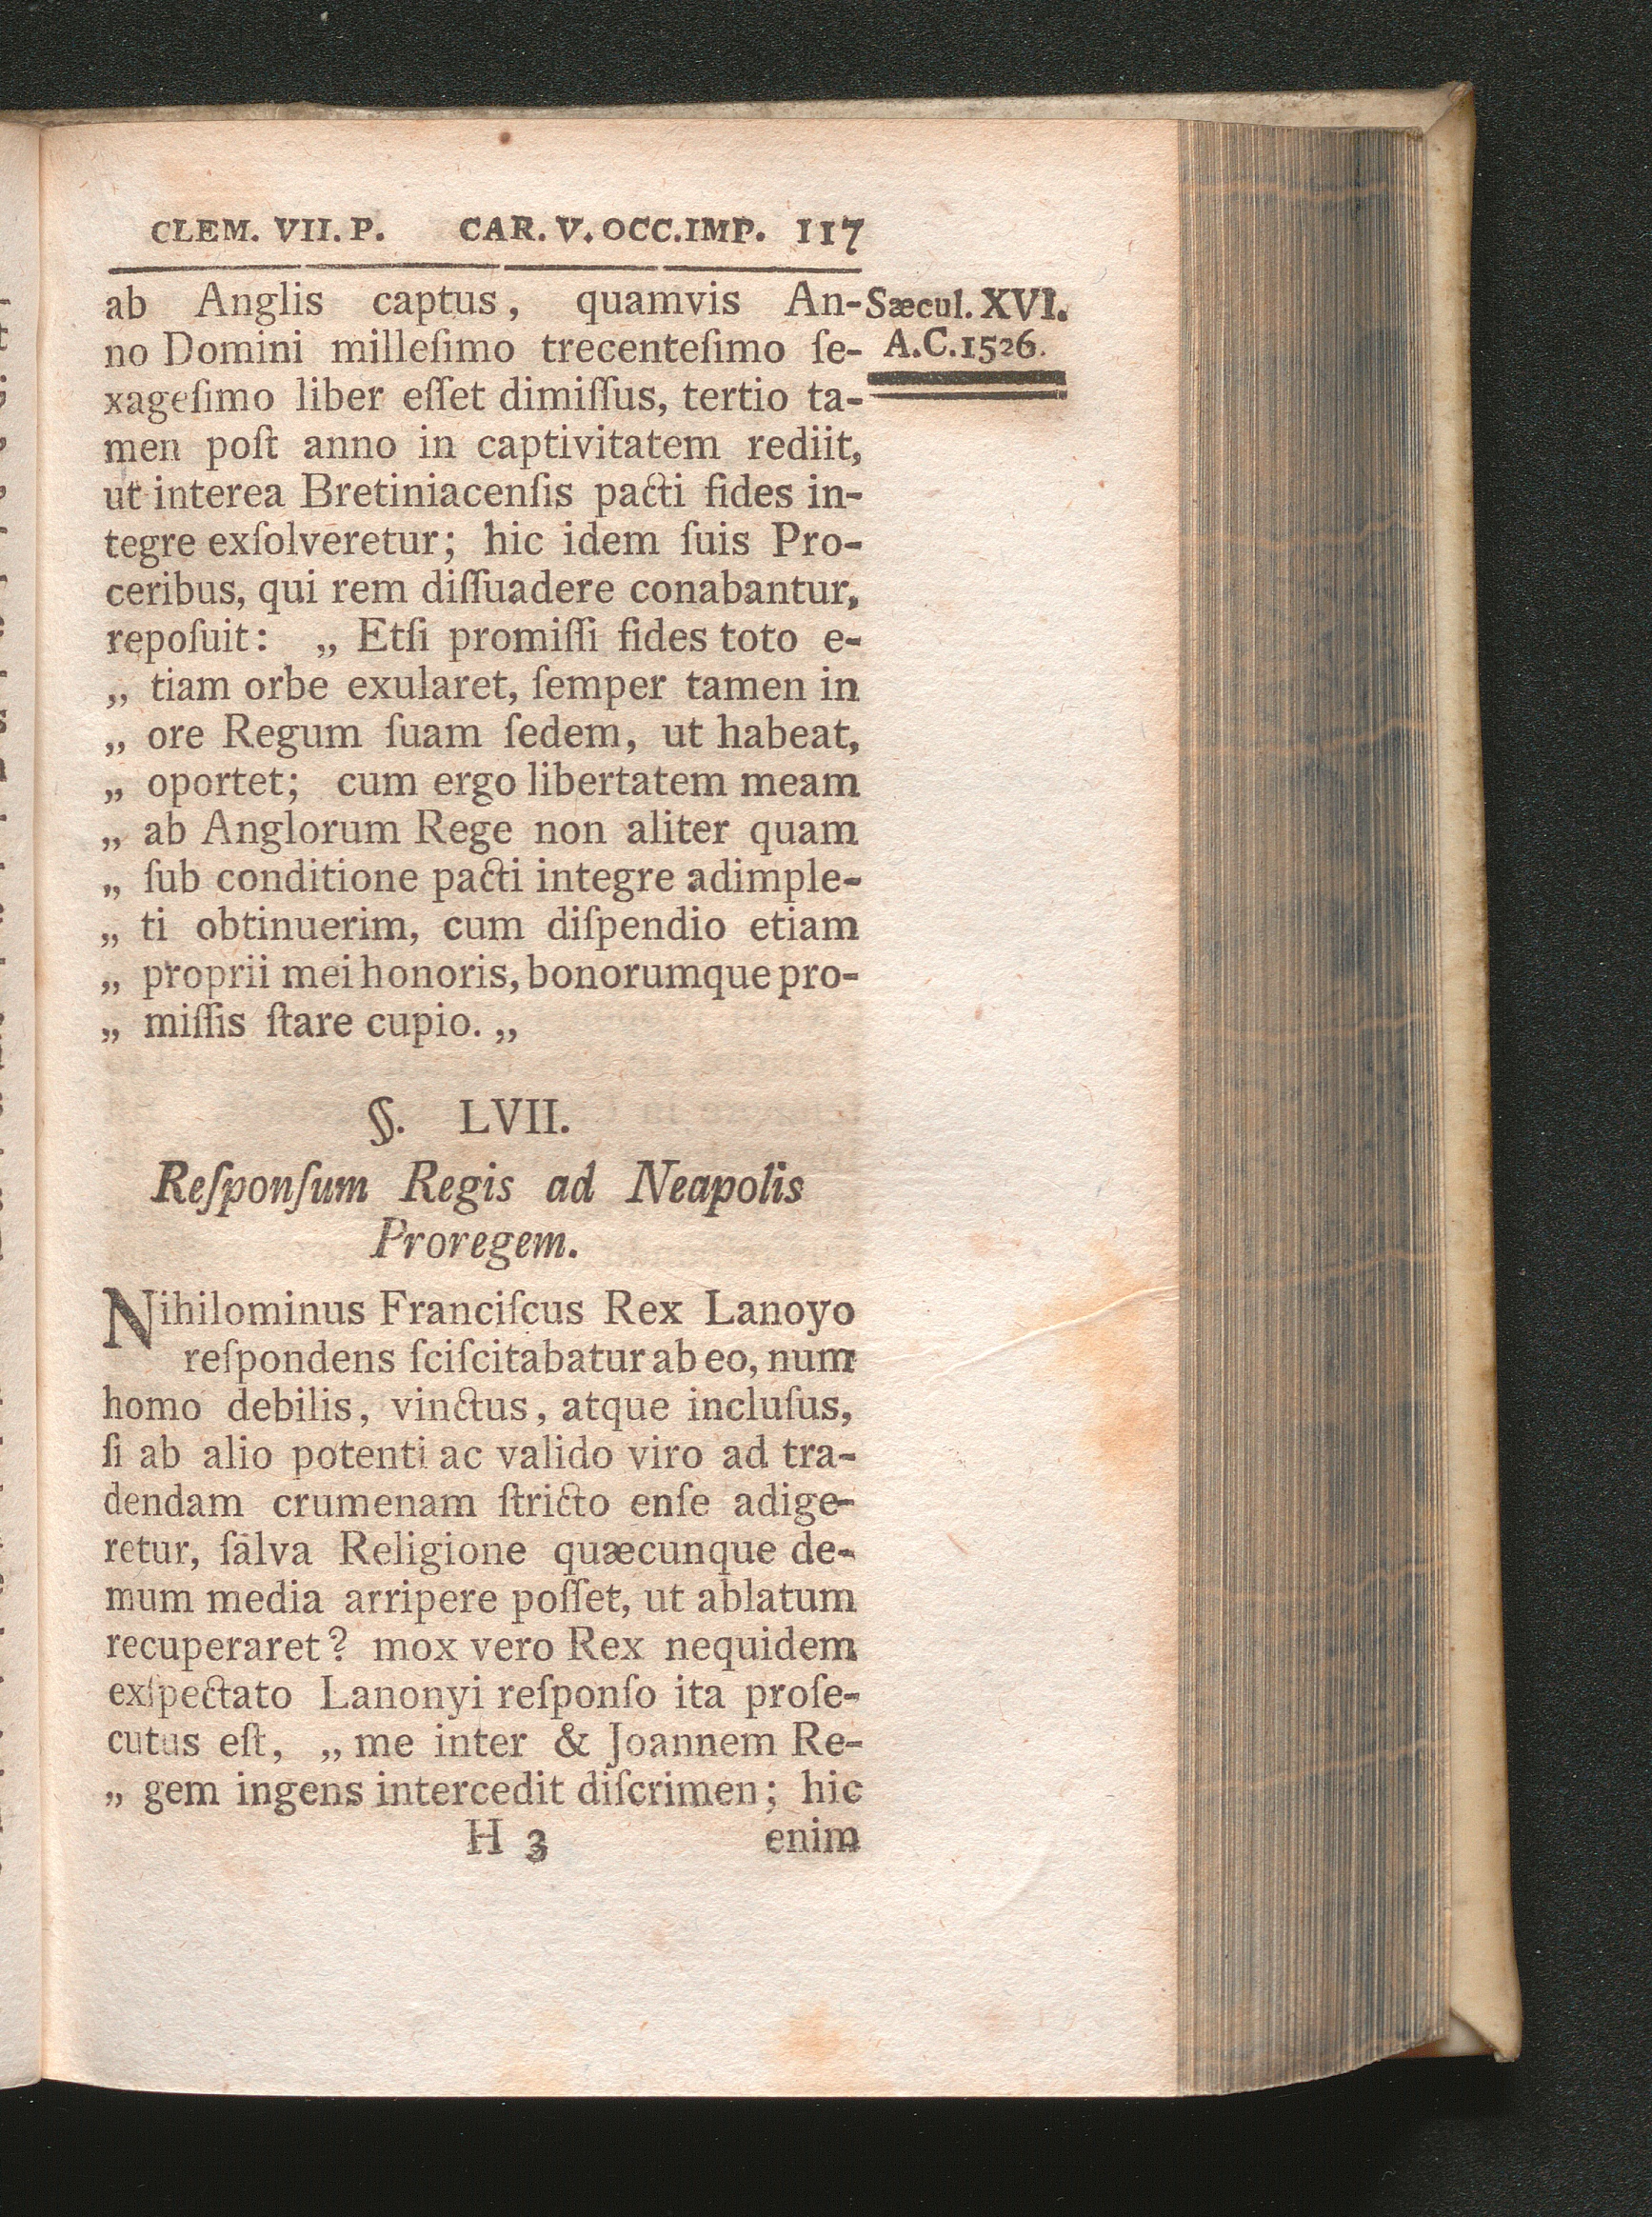 CLEM. VII. P. CAR. V. OCC. IMP. 117
Sæcul. XVI.
A.C. 1526.
ab Anglis captus, quamvis An-
no Domini milleſimo trecenteſimo ſe-
xageſimo liber eſſet dimiſſus, tertio ta-
men poſt anno in captivitatem rediit,
ut interea Bretiniacenſis pacti fides in-
tegre exſolveretur; hic idem ſuis Pro-
ceribus, qui rem diſſuadere conabantur,
repoſuit: „ Etſi promiſſi fides toto e-
„ tiam orbe exularet, ſemper tamen in
„ ore Regum ſuam ſedem, ut habeat,
„ oportet; cum ergo libertatem meam
„ ab Anglorum Rege non aliter quam
„ ſub conditione pacti integre adimple-
„ ti obtinuerim, cum diſpendio etiam
„ proprii mei honoris, bonorumque pro-
„ miſſis ſtare cupio. „
§. LVII.
Reſponſum Regis ad Neapolis
Proregem.
Nihilominus Franciſcus Rex Lanoyo
reſpondens ſciſcitabatur ab eo, num
homo debilis, vinctus, atque incluſus,
ſi ab alio potenti ac valido viro ad tra-
dendam crumenam ſtricto enſe adige-
retur, ſalva Religione quæcunque de-
mum media arripere poſſet, ut ablatum
recuperaret? mox vero Rex nequidem
exſpectato Lanonyi reſponſo ita proſe-
cutus eſt, „ me inter & Joannem Re-
„ gem ingens intercedit diſcrimen; hic
H 3 enim